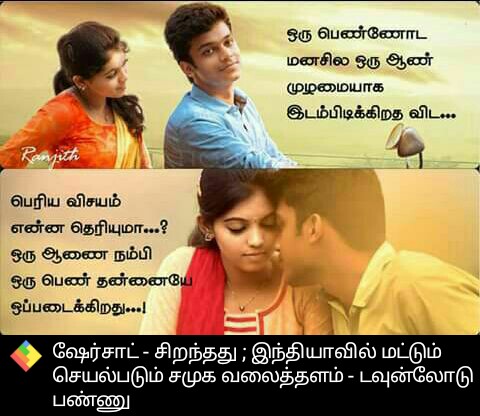 ஒரு பெண்ணோட
மனசில ஒரு ஆண்
முழுமையாக
இடம்பிடிக்கிறத விட...
Ranjith
பெரிய விசயம்
என்ன தெரியுமா...?
ஒரு ஆணை நம்பி
ஒரு பெண் தன்னையே
ஒப்படைக்கிறது...!
ஷேர்சாட் - சிறந்தது ; இந்தியாவில் மட்டும்
செயல்படும் சமுக வலைத்தளம் - டவுன்லோடு
பண்ணு